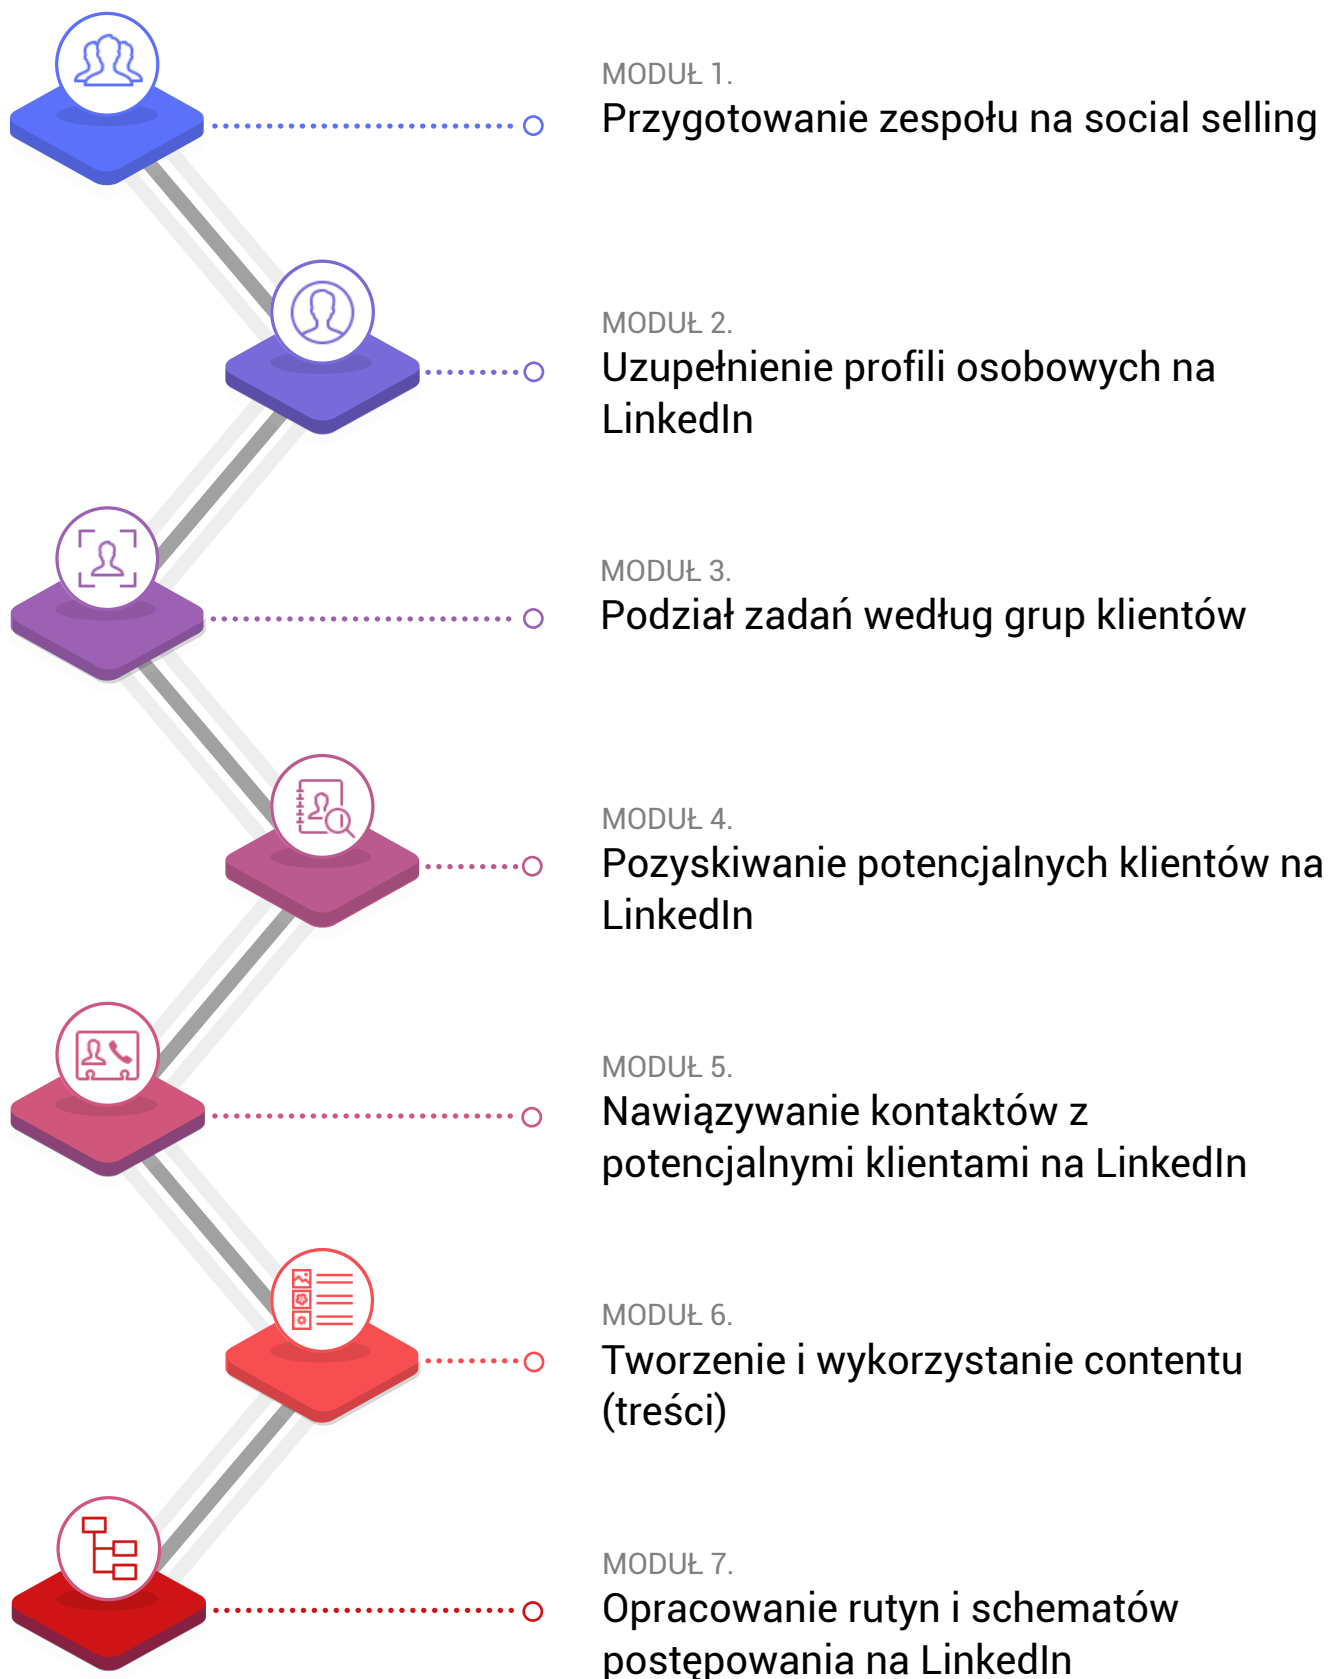 MODUŁ 1.
Przygotowanie zespołu na social selling
MODUŁ 2.
Uzupełnienie profili osobowych na
LinkedIn
MODUŁ 3.
Podział zadań według grup klientów
MODUŁ 4.
Pozyskiwanie potencjalnych klientów na
LinkedIn
MODUŁ 5.
Nawiązywanie kontaktów z
potencjalnymi klientami na LinkedIn
MODUŁ 6.
Tworzenie i wykorzystanie contentu
(treści)
MODUŁ 7.
Opracowanie rutyn i schematów
postępowania na LinkedIn